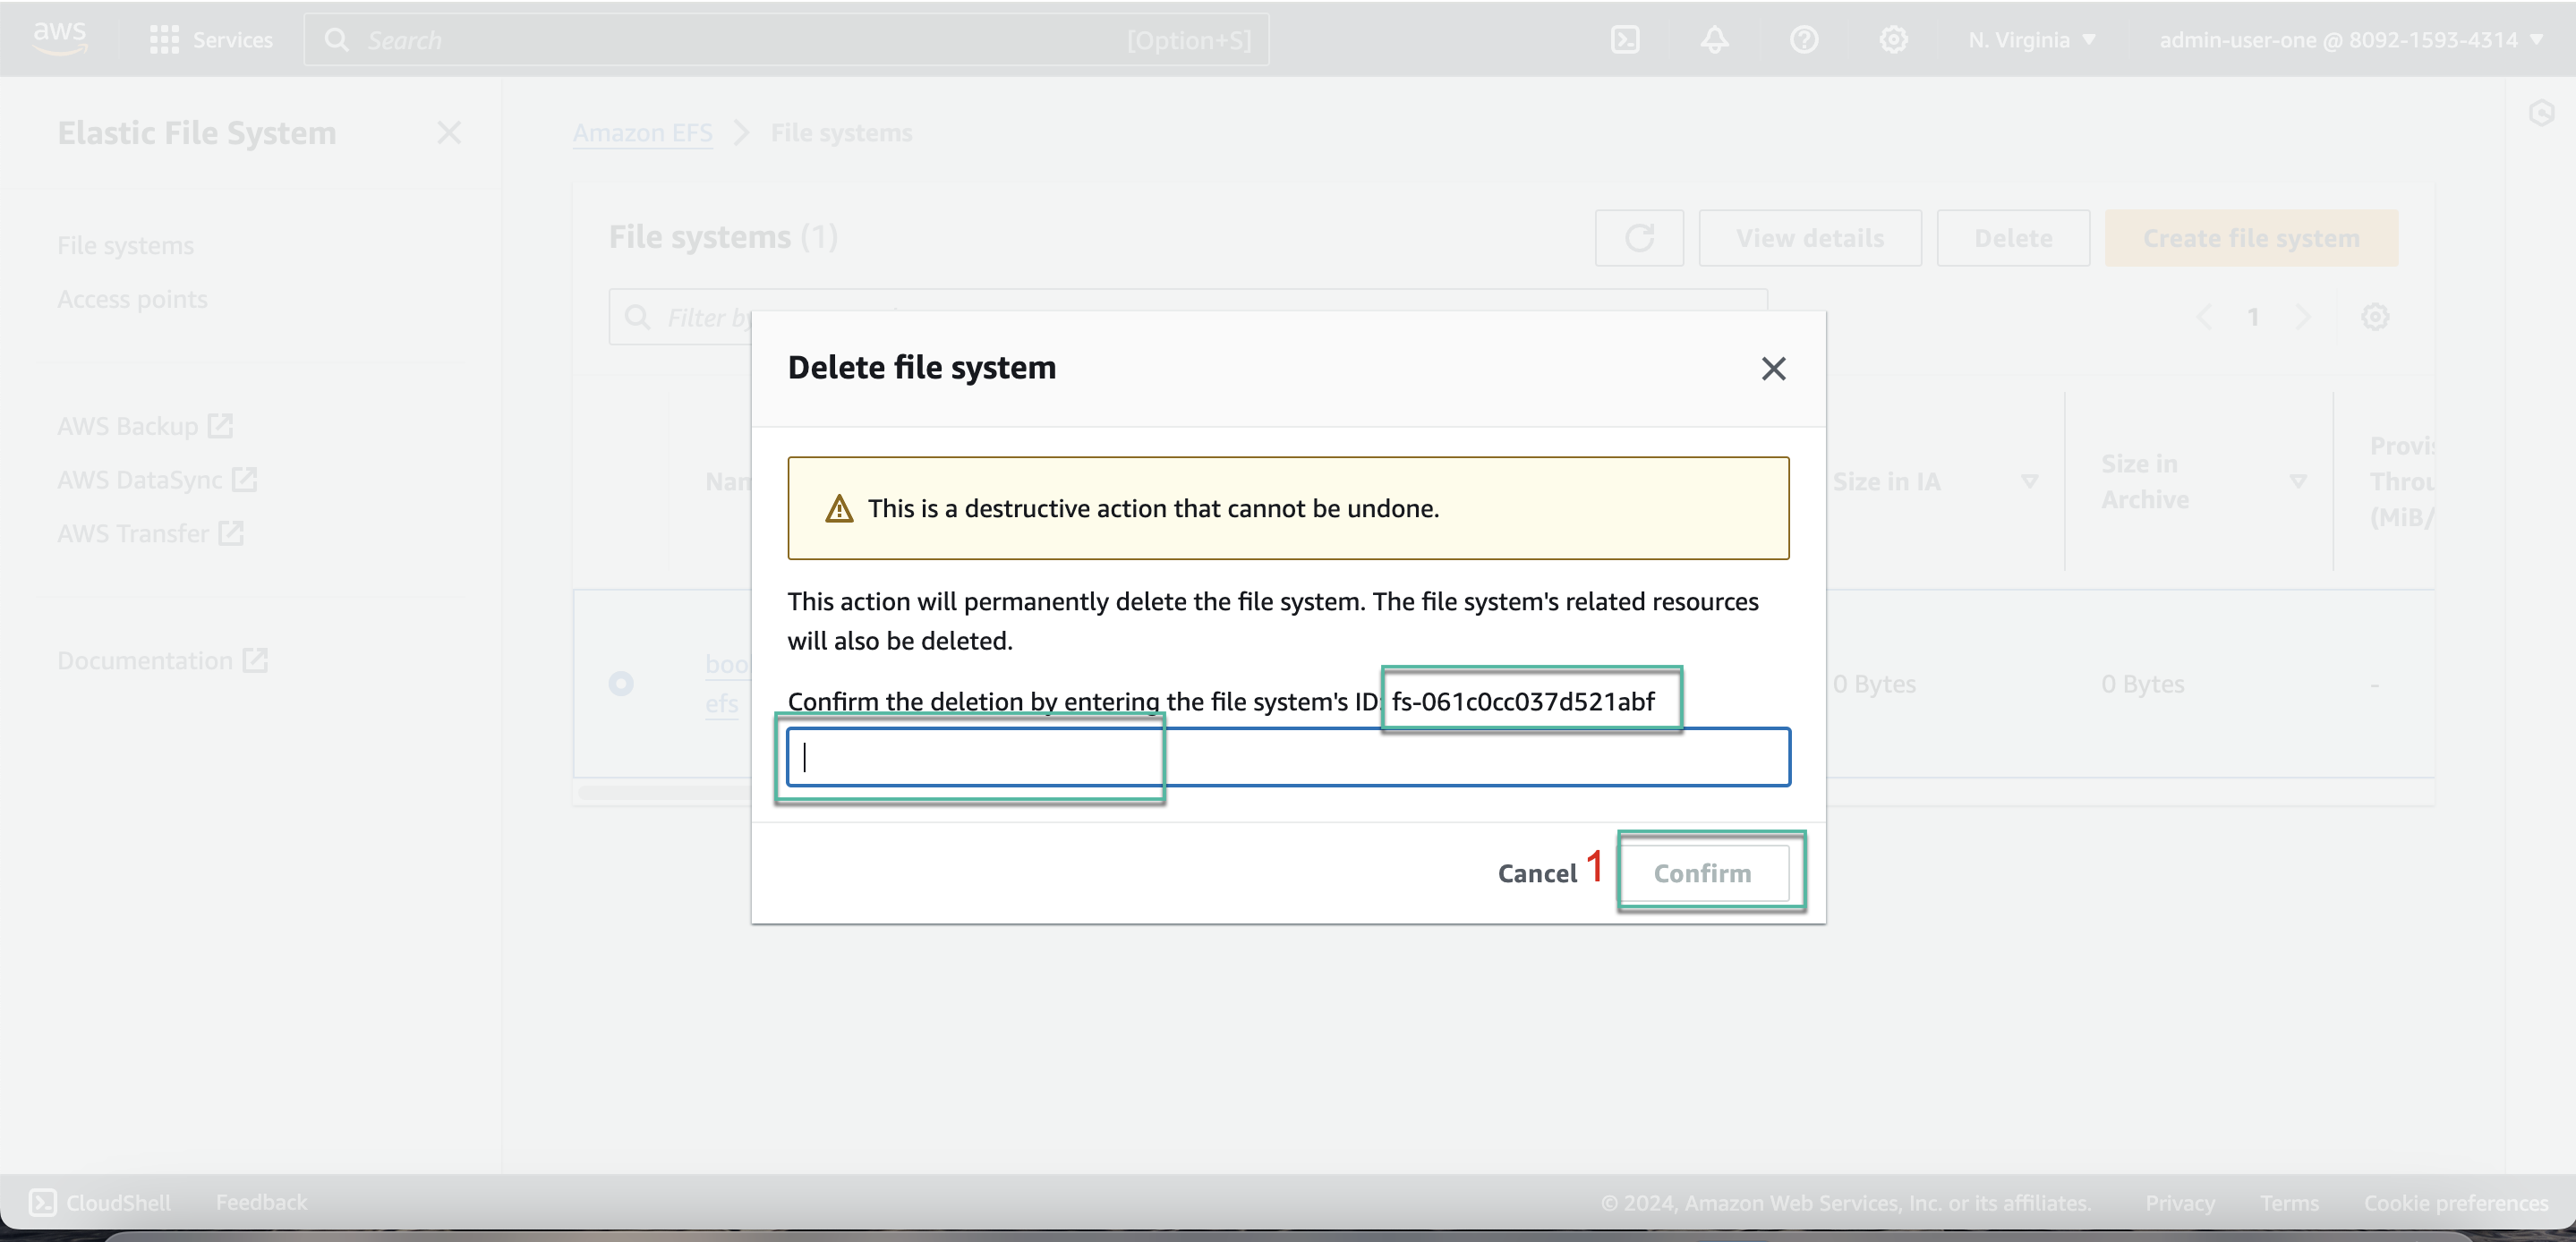 aws
Services
Search
[Option+S]
N. Virginia
admin-user-one @ 8092-1593-4314
Elastic File System
Amazon EFS
File systems
File systems
Access points
AWS Backup
AWS DataSync
AWS Transfer
Documentation
File systems (1)
View details
Delete
Create file system
Filter by
1
Nam
Size in IA
Size in
Archive
Provis
Throu
(MiB/
boo
efs
0 Bytes
0 Bytes
-
Delete file system
This is a destructive action that cannot be undone.
This action will permanently delete the file system. The file system's related resources
will also be deleted.
Confirm the deletion by entering the file system's ID: fs-061c0cc037d521abf
Cancel
1
Confirm
CloudShell
Feedback
© 2024, Amazon Web Services, Inc. or its affiliates.
Privacy
Terms
Cookie preferences